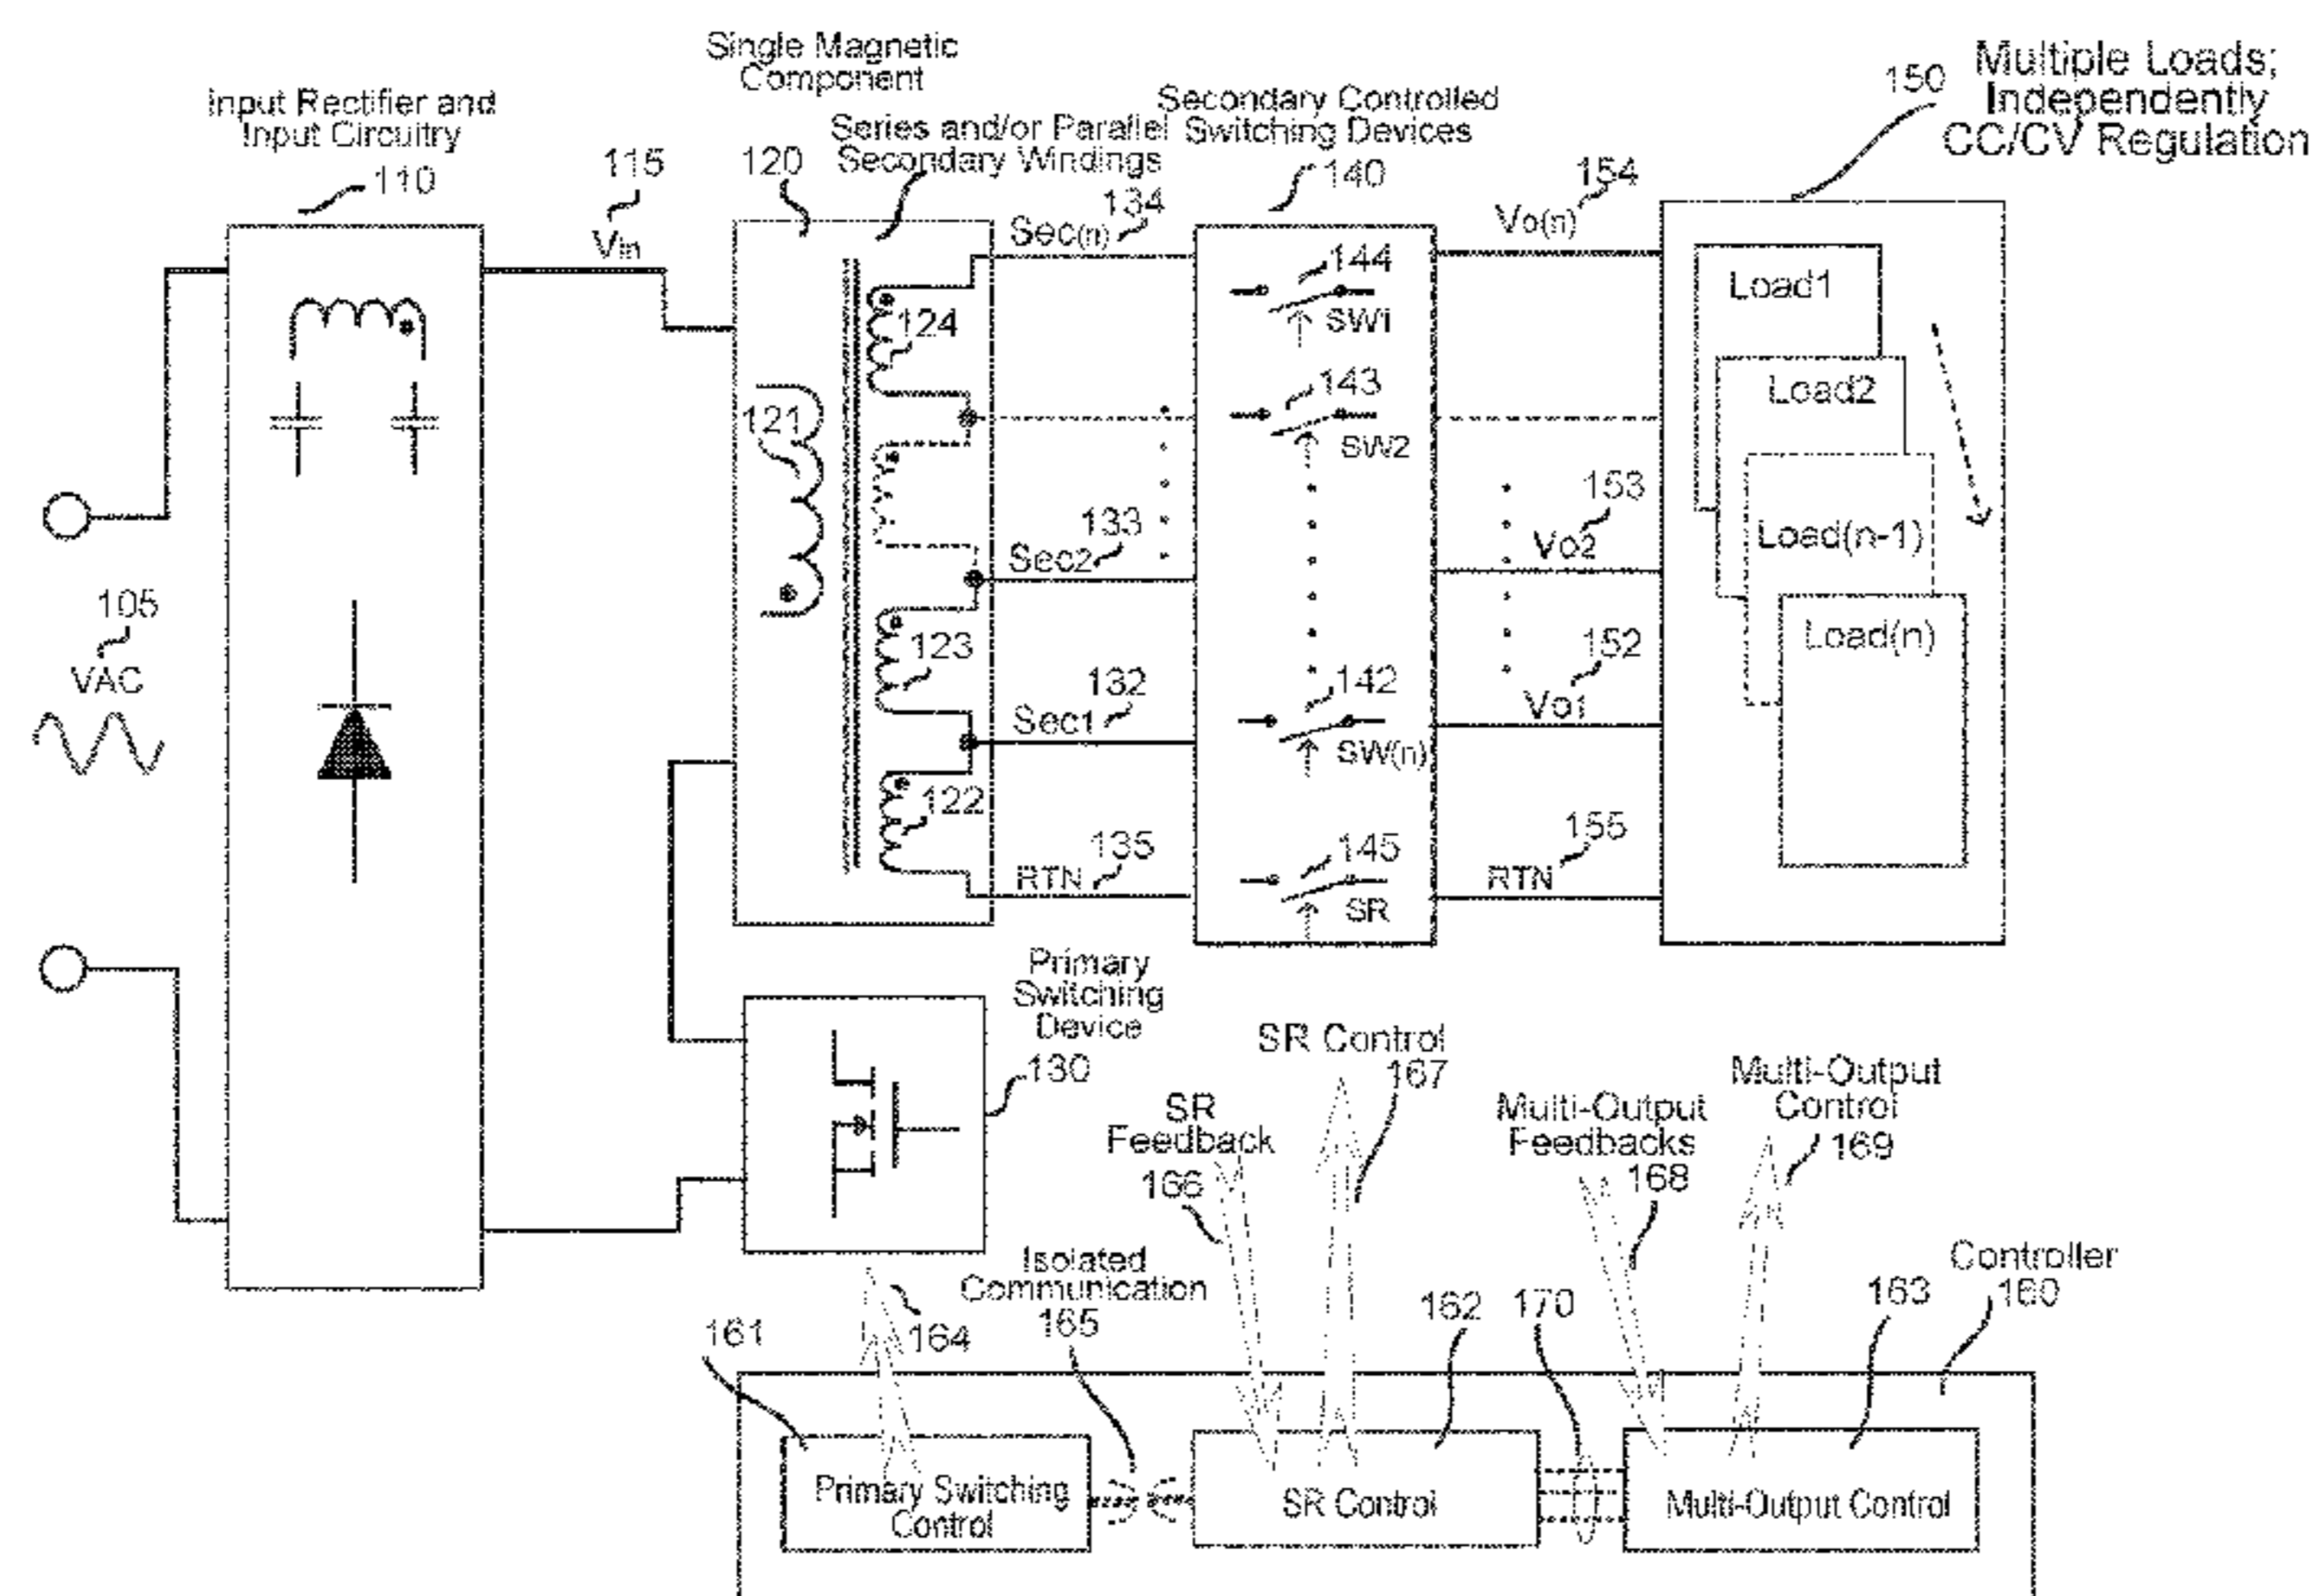 Single Magnetic
Component
Input Rectifier and
Input Circuitry
110
115
Vin
120
Series and/or Parallel
Secondary Windings
Secondary Controlled
Switching Devices
140
150
Multiple Loads;
Independently
CC/CV Regulation
154
Vo(n)
134
Sec(n)
144
SW1
143
SW2
124
121
Load1
Load2
Load(n-1)
Load(n)
133
Sec2
153
Vo2
123
132
Sec1
142
SW(n)
152
Vo1
122
135
RTN
145
SR
155
RTN
105
VAC
Primary
Switching
Device
130
SR Control
167
SR
Feedback
166
Multi-Output
Feedbacks
168
Multi-Output
Control
169
Isolated
Communication
165
164
161
162
170
163
Controller
160
Primary Switching
Control
SR Control
Multi-Output Control